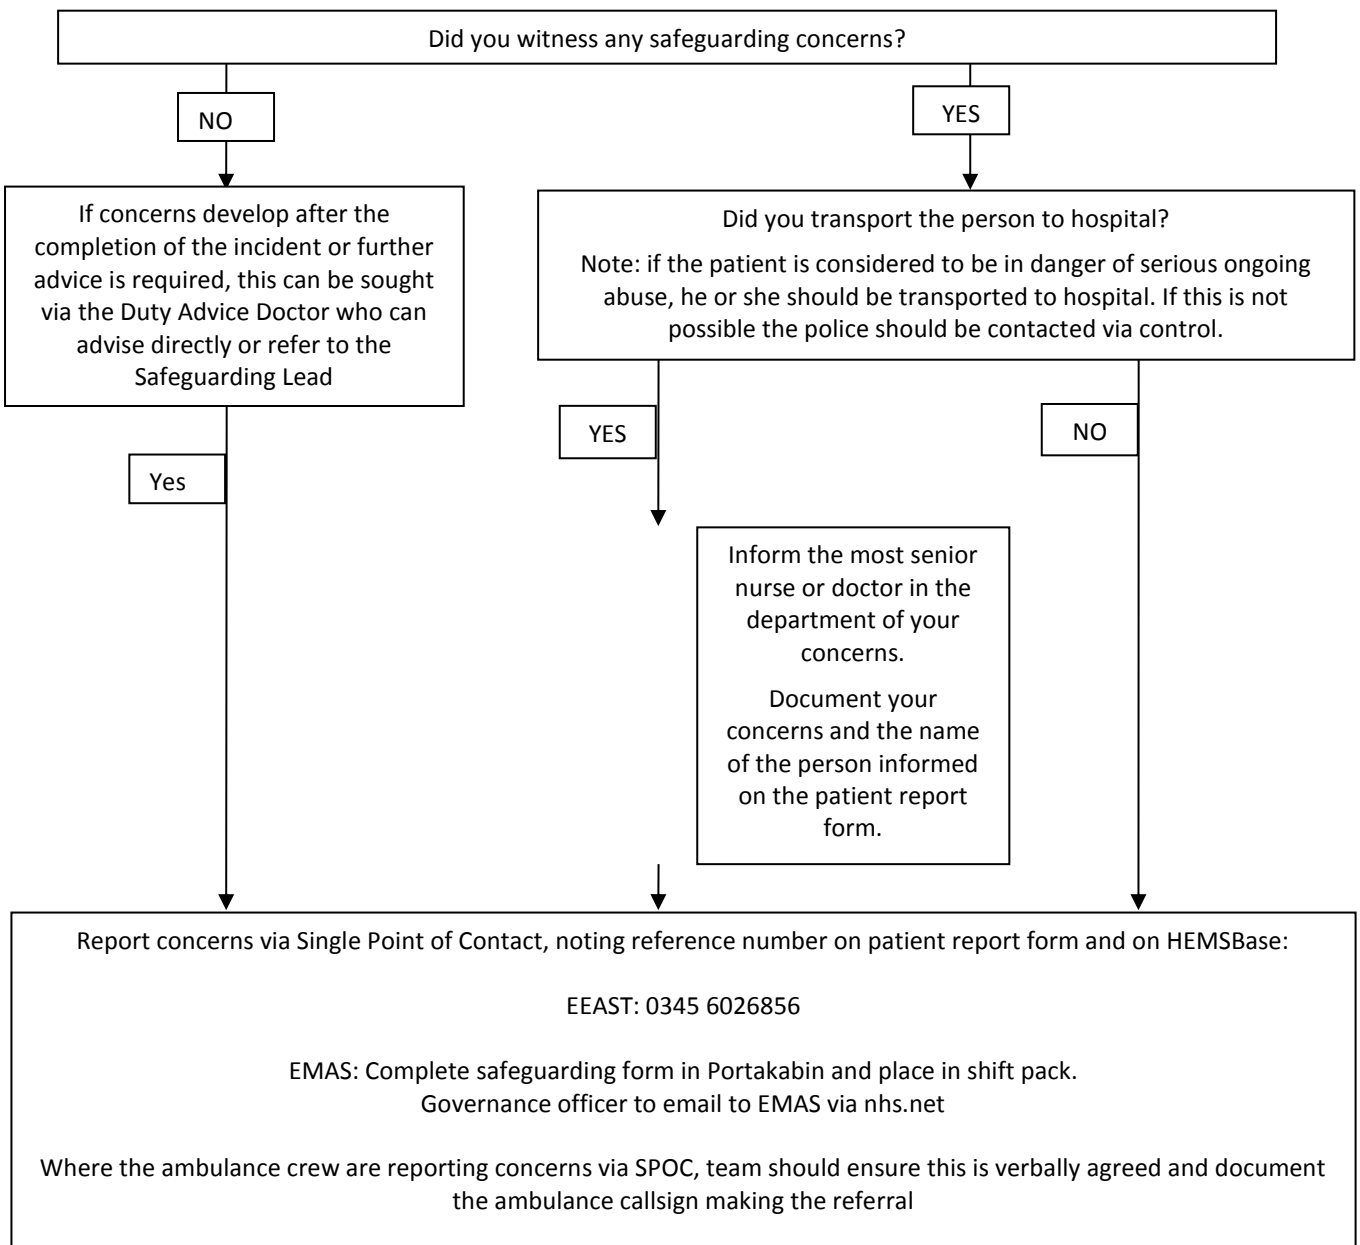 Did you witness any safeguarding concerns?
NO
YES
If concerns develop after the
completion of the incident or further
advice is required, this can be sought
via the Duty Advice Doctor who can
advise directly or refer to the
Safeguarding Lead
Did you transport the person to hospital?
Note: if the patient is considered to be in danger of serious ongoing
abuse, he or she should be transported to hospital. If this is not
possible the police should be contacted via control.
Yes
YES
NO
Inform the most senior
nurse or doctor in the
department of your
concerns.
Document your
concerns and the name
of the person informed
on the patient report
form.
Report concerns via Single Point of Contact, noting reference number on patient report form and on HEMSBase:
EEAST: 0345 6026856
EMAS: Complete safeguarding form in Portakabin and place in shift pack.
Governance officer to email to EMAS via nhs.net
Where the ambulance crew are reporting concerns via SPOC, team should ensure this is verbally agreed and document
the ambulance callsign making the referral